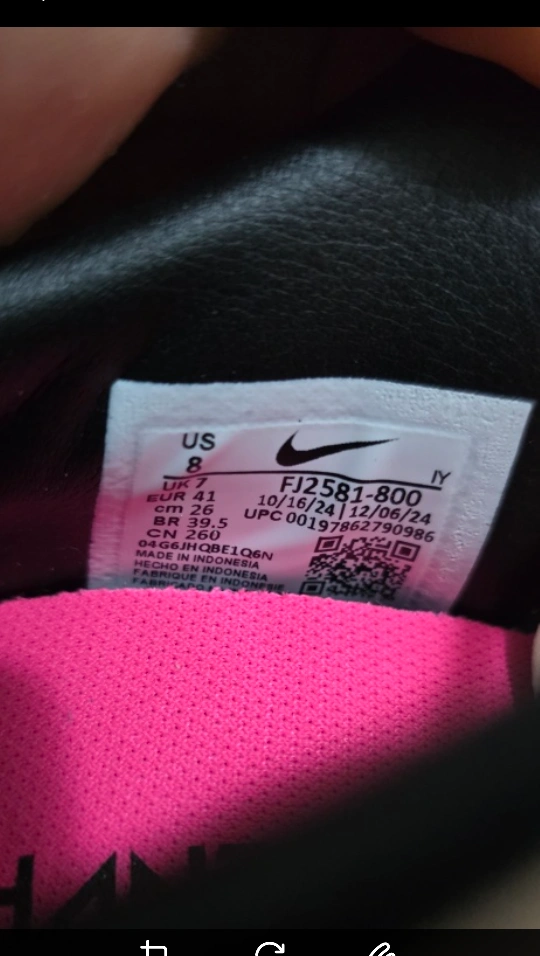 US
8
UK 7
EUR 41
cm 26
BR 39.5
CN 260
IY
FJ2581-800
10/16/24 | 12/06/24
UPC 00197862790986
04G6JHQBE1Q6N
MADE IN INDONESIA
HECHO EN INDONESIA
FABRIQUE EN INDONESIE